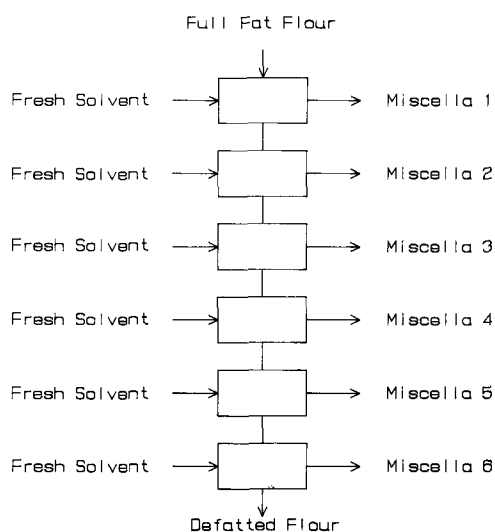 Full Fat Flour
Fresh Solvent Miscella 1
Fresh Solvent Miscella 2
Fresh Solvent Miscella 3
Fresh Solvent Miscella 4
Fresh Solvent Miscella 5
Fresh Solvent Miscella 6
Defatted Flour